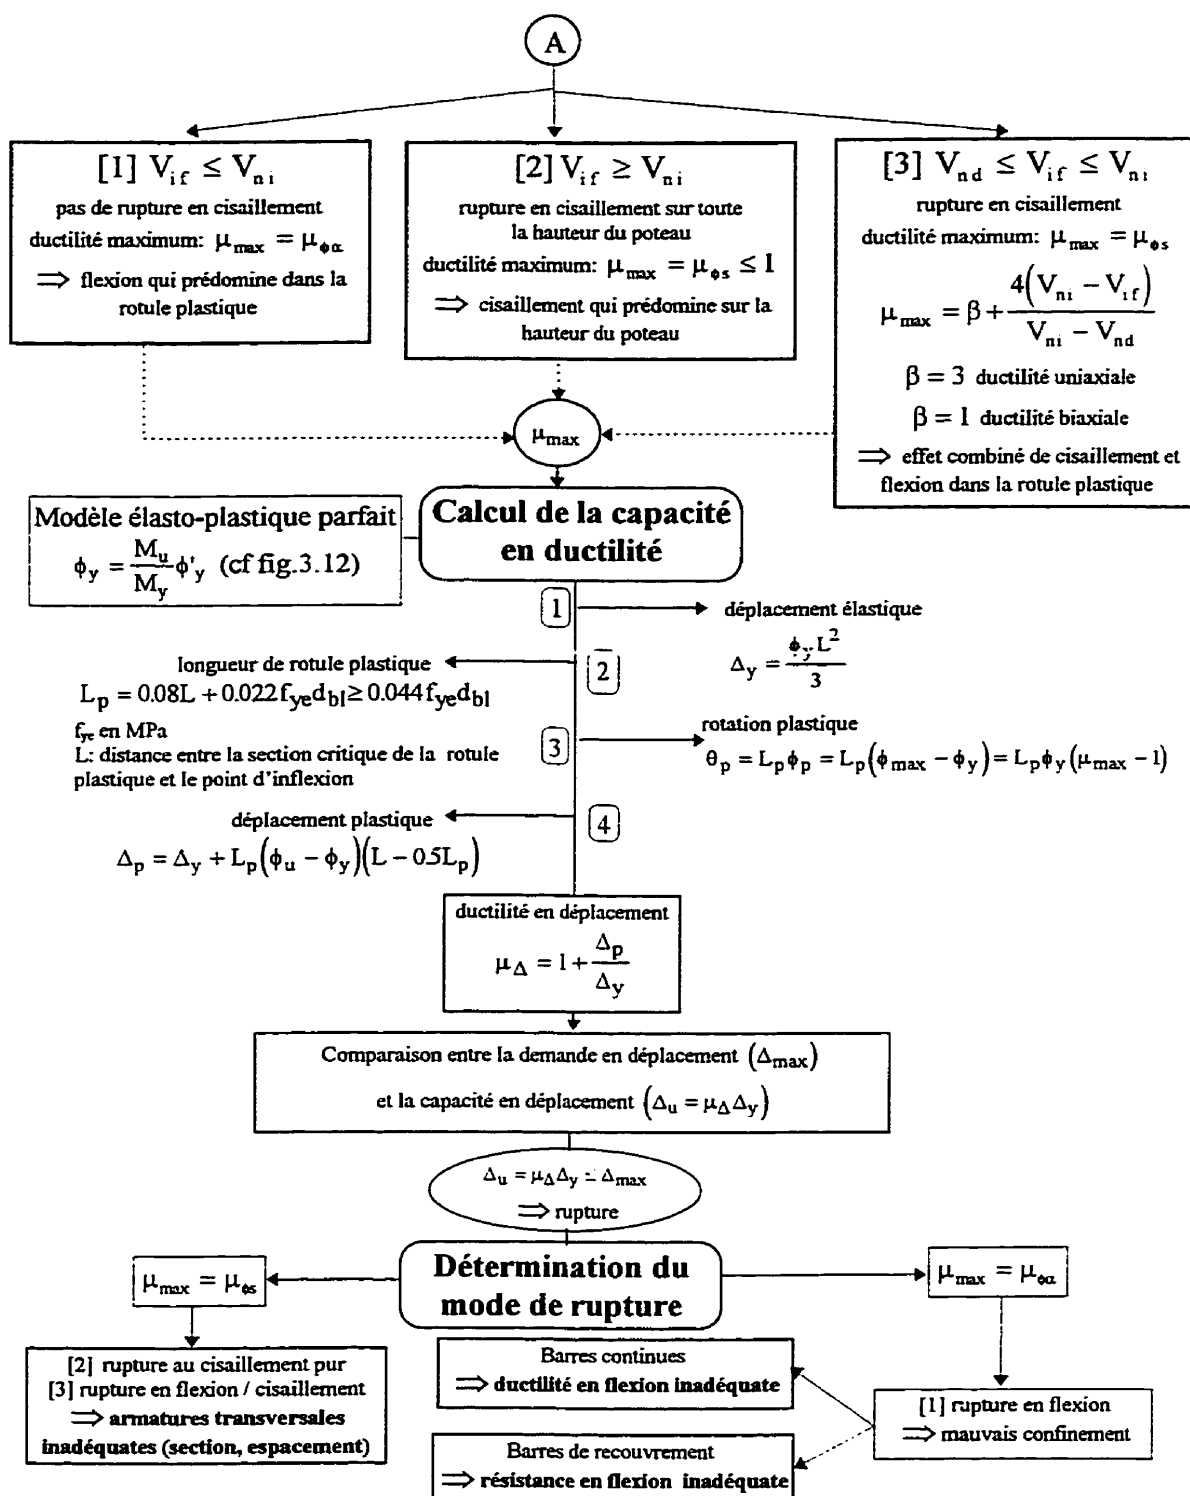 A
[1] V_if ≤ V_ni
pas de rupture en cisaillement
ductilité maximum: μ_max = μ_ϕα
⇒ flexion qui prédomine dans la
rotule plastique
[2] V_if ≥ V_ni
rupture en cisaillement sur toute
la hauteur du poteau
ductilité maximum: μ_max = μ_ϕs ≤ 1
⇒ cisaillement qui prédomine sur la
hauteur du poteau
[3] V_nd ≤ V_if ≤ V_ni
rupture en cisaillement
ductilité maximum: μ_max = μ_ϕs
μ_max = β + 4(V_ni − V_if) / (V_ni − V_nd)
β = 3 ductilité uniaxiale
β = 1 ductilité biaxiale
⇒ effet combiné de cisaillement et
flexion dans la rotule plastique
μ_max
Modèle élasto-plastique parfait
ϕ_y = (M_u / M_y) ϕ'_y (cf fig.3.12)
Calcul de la capacité
en ductilité
1
déplacement élastique
Δ_y = ϕ_y L² / 3
longueur de rotule plastique
2
L_p = 0.08L + 0.022f_ye d_bl ≥ 0.044f_ye d_bl
f_ye en MPa
L: distance entre la section critique de la rotule
plastique et le point d'inflexion
3
rotation plastique
θ_p = L_p ϕ_p = L_p(ϕ_max − ϕ_y) = L_p ϕ_y(μ_max − 1)
déplacement plastique
4
Δ_p = Δ_y + L_p(ϕ_u − ϕ_y)(L − 05L_p)
ductilité en déplacement
μ_Δ = 1 + Δ_p / Δ_y
Comparaison entre la demande en déplacement (Δ_max)
et la capacité en déplacement (Δ_u = μ_Δ Δ_y)
Δ_u = μ_Δ Δ_y Δ_max
⇒ rupture
Détermination du
mode de rupture
μ_max = μ_ϕs
μ_max = μ_ϕα
[2] rupture au cisaillement pur
[3] rupture en flexion / cisaillement
⇒ armatures transversales
inadéquates (section, espacement)
Barres continues
⇒ ductilité en flexion inadéquate
Barres de recouvrement
⇒ résistance en flexion inadéquate
[1] rupture en flexion
⇒ mauvais confinement